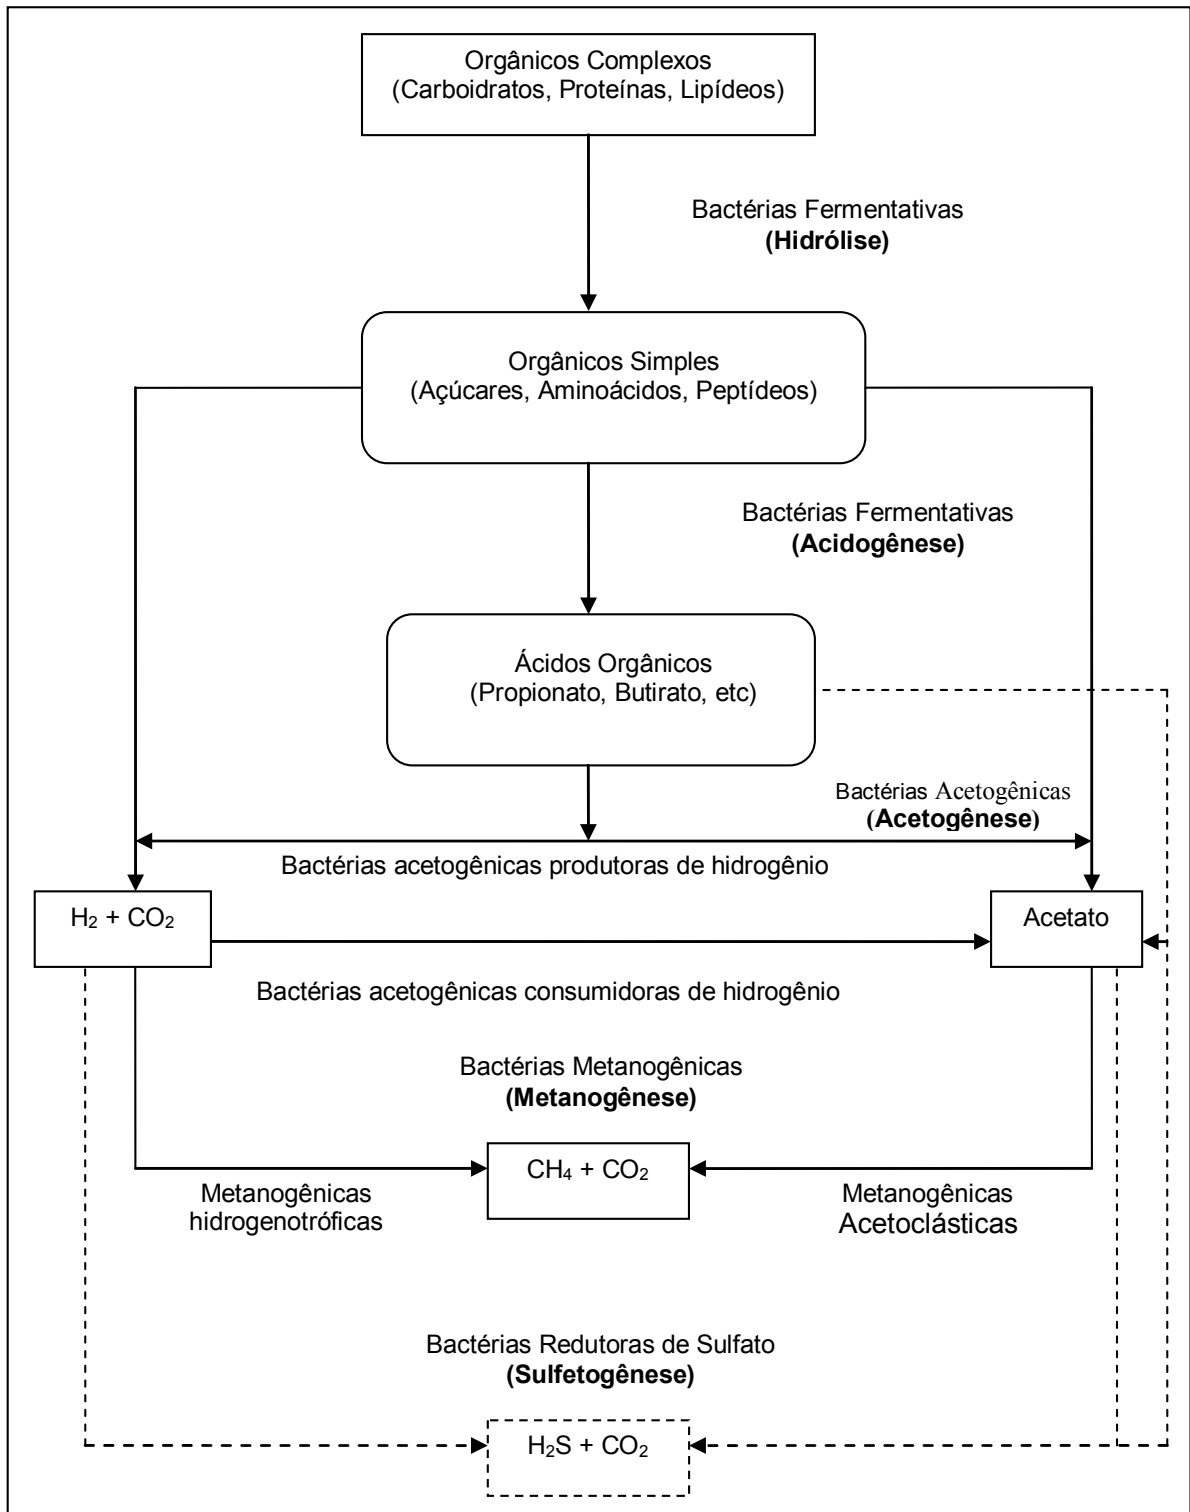 Orgânicos Complexos
(Carboidratos, Proteínas, Lipídeos)
Bactérias Fermentativas
(Hidrólise)
Orgânicos Simples
(Açúcares, Aminoácidos, Peptídeos)
Bactérias Fermentativas
(Acidogênese)
Ácidos Orgânicos
(Propionato, Butirato, etc)
Bactérias Acetogênicas
(Acetogênese)
Bactérias acetogênicas produtoras de hidrogênio
H₂ + CO₂
Acetato
Bactérias acetogênicas consumidoras de hidrogênio
Bactérias Metanogênicas
(Metanogênese)
CH₄ + CO₂
Metanogênicas
hidrogenotróficas
Metanogênicas
Acetoclásticas
Bactérias Redutoras de Sulfato
(Sulfetogênese)
H₂S + CO₂